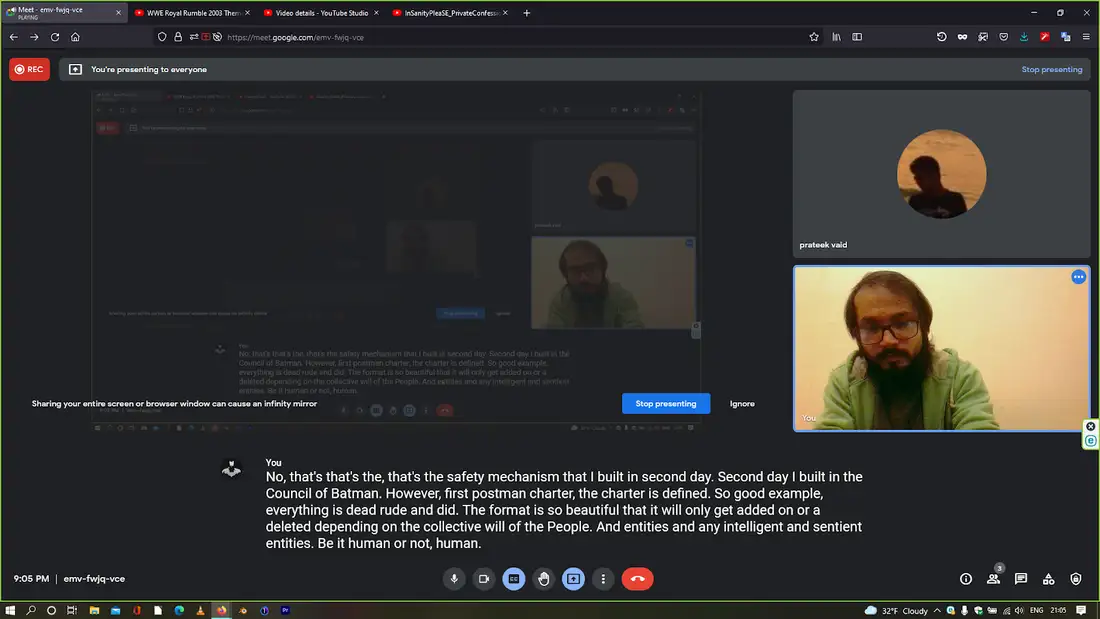 Meet - emv-fwjq-vce
PLAYING
WWE Royal Rumble 2003 Them
Video details - YouTube Studio
InSanityPleaSE_PrivateConfessi
https://meet.google.com/emv-fwjq-vce
REC
You're presenting to everyone
Stop presenting
prateek vaid
Sharing your entire screen or browser window can cause an infinity mirror
Stop presenting
Ignore
You
You
No, that's that's the, that's the safety mechanism that I built in second day. Second day I built in the
Council of Batman. However, first postman charter, the charter is defined. So good example,
everything is dead rude and did. The format is so beautiful that it will only get added on or a
deleted depending on the collective will of the People. And entities and any intelligent and sentient
entities. Be it human or not, human.
9:05 PM | emv-fwjq-vce
3
32°F Cloudy
ENG
21:05